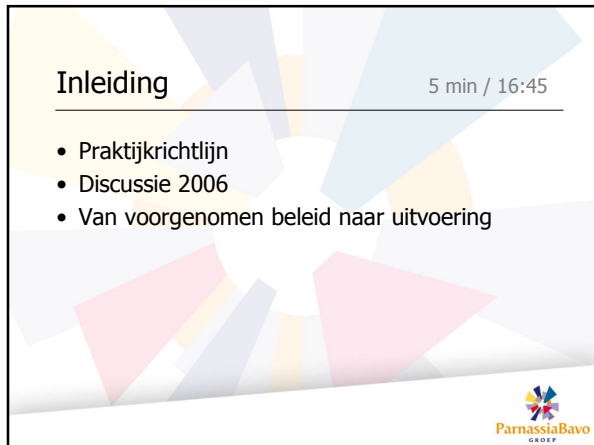 Inleiding 5 min / 16:45
• Praktijkrichtlijn
• Discussie 2006
• Van voorgenomen beleid naar uitvoering
ParnassiaBavo
GROEP